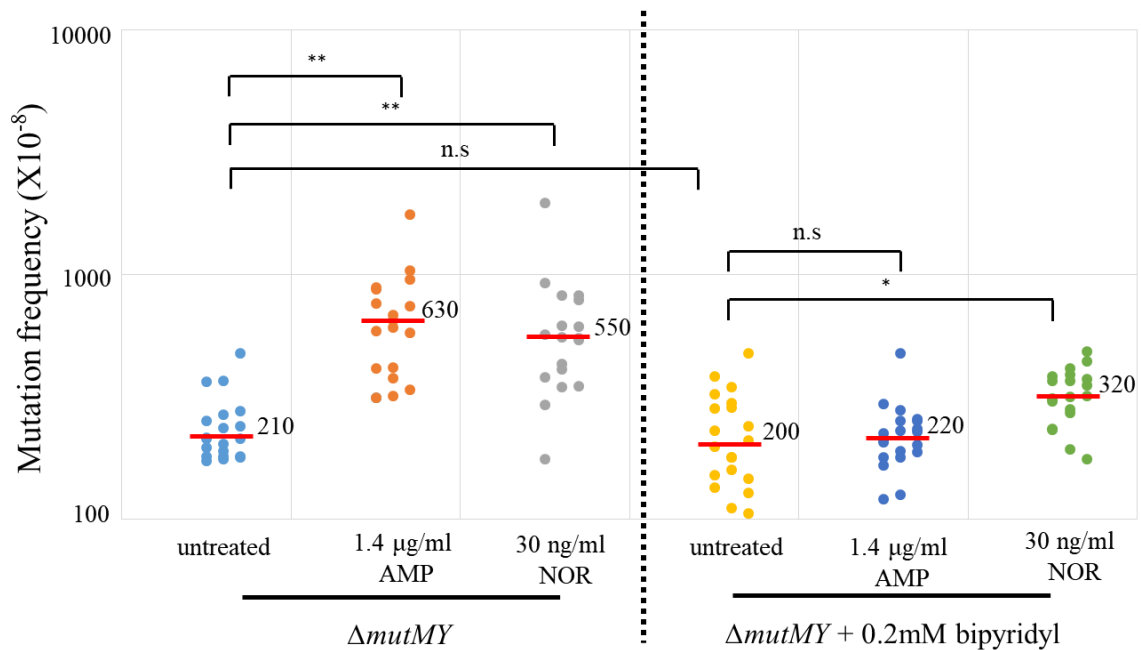 10000
1000
100
Mutation frequency (X10-8)
**
**
n.s
n.s
*
210
630
550
200
220
320
untreated
1.4 µg/ml
AMP
30 ng/ml
NOR
untreated
1.4 µg/ml
AMP
30 ng/ml
NOR
ΔmutMY
ΔmutMY + 0.2mM bipyridyl